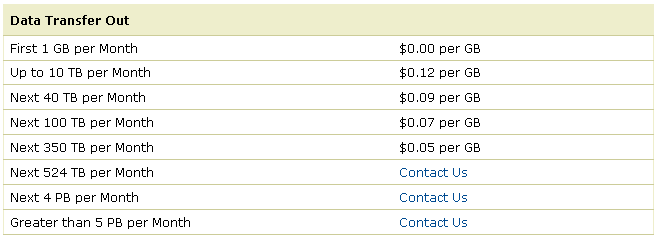 Data Transfer Out
First 1 GB per Month $0.00 per GB
Up to 10 TB per Month $0.12 per GB
Next 40 TB per Month $0.09 per GB
Next 100 TB per Month $0.07 per GB
Next 350 TB per Month $0.05 per GB
Next 524 TB per Month Contact Us
Next 4 PB per Month Contact Us
Greater than 5 PB per Month Contact Us